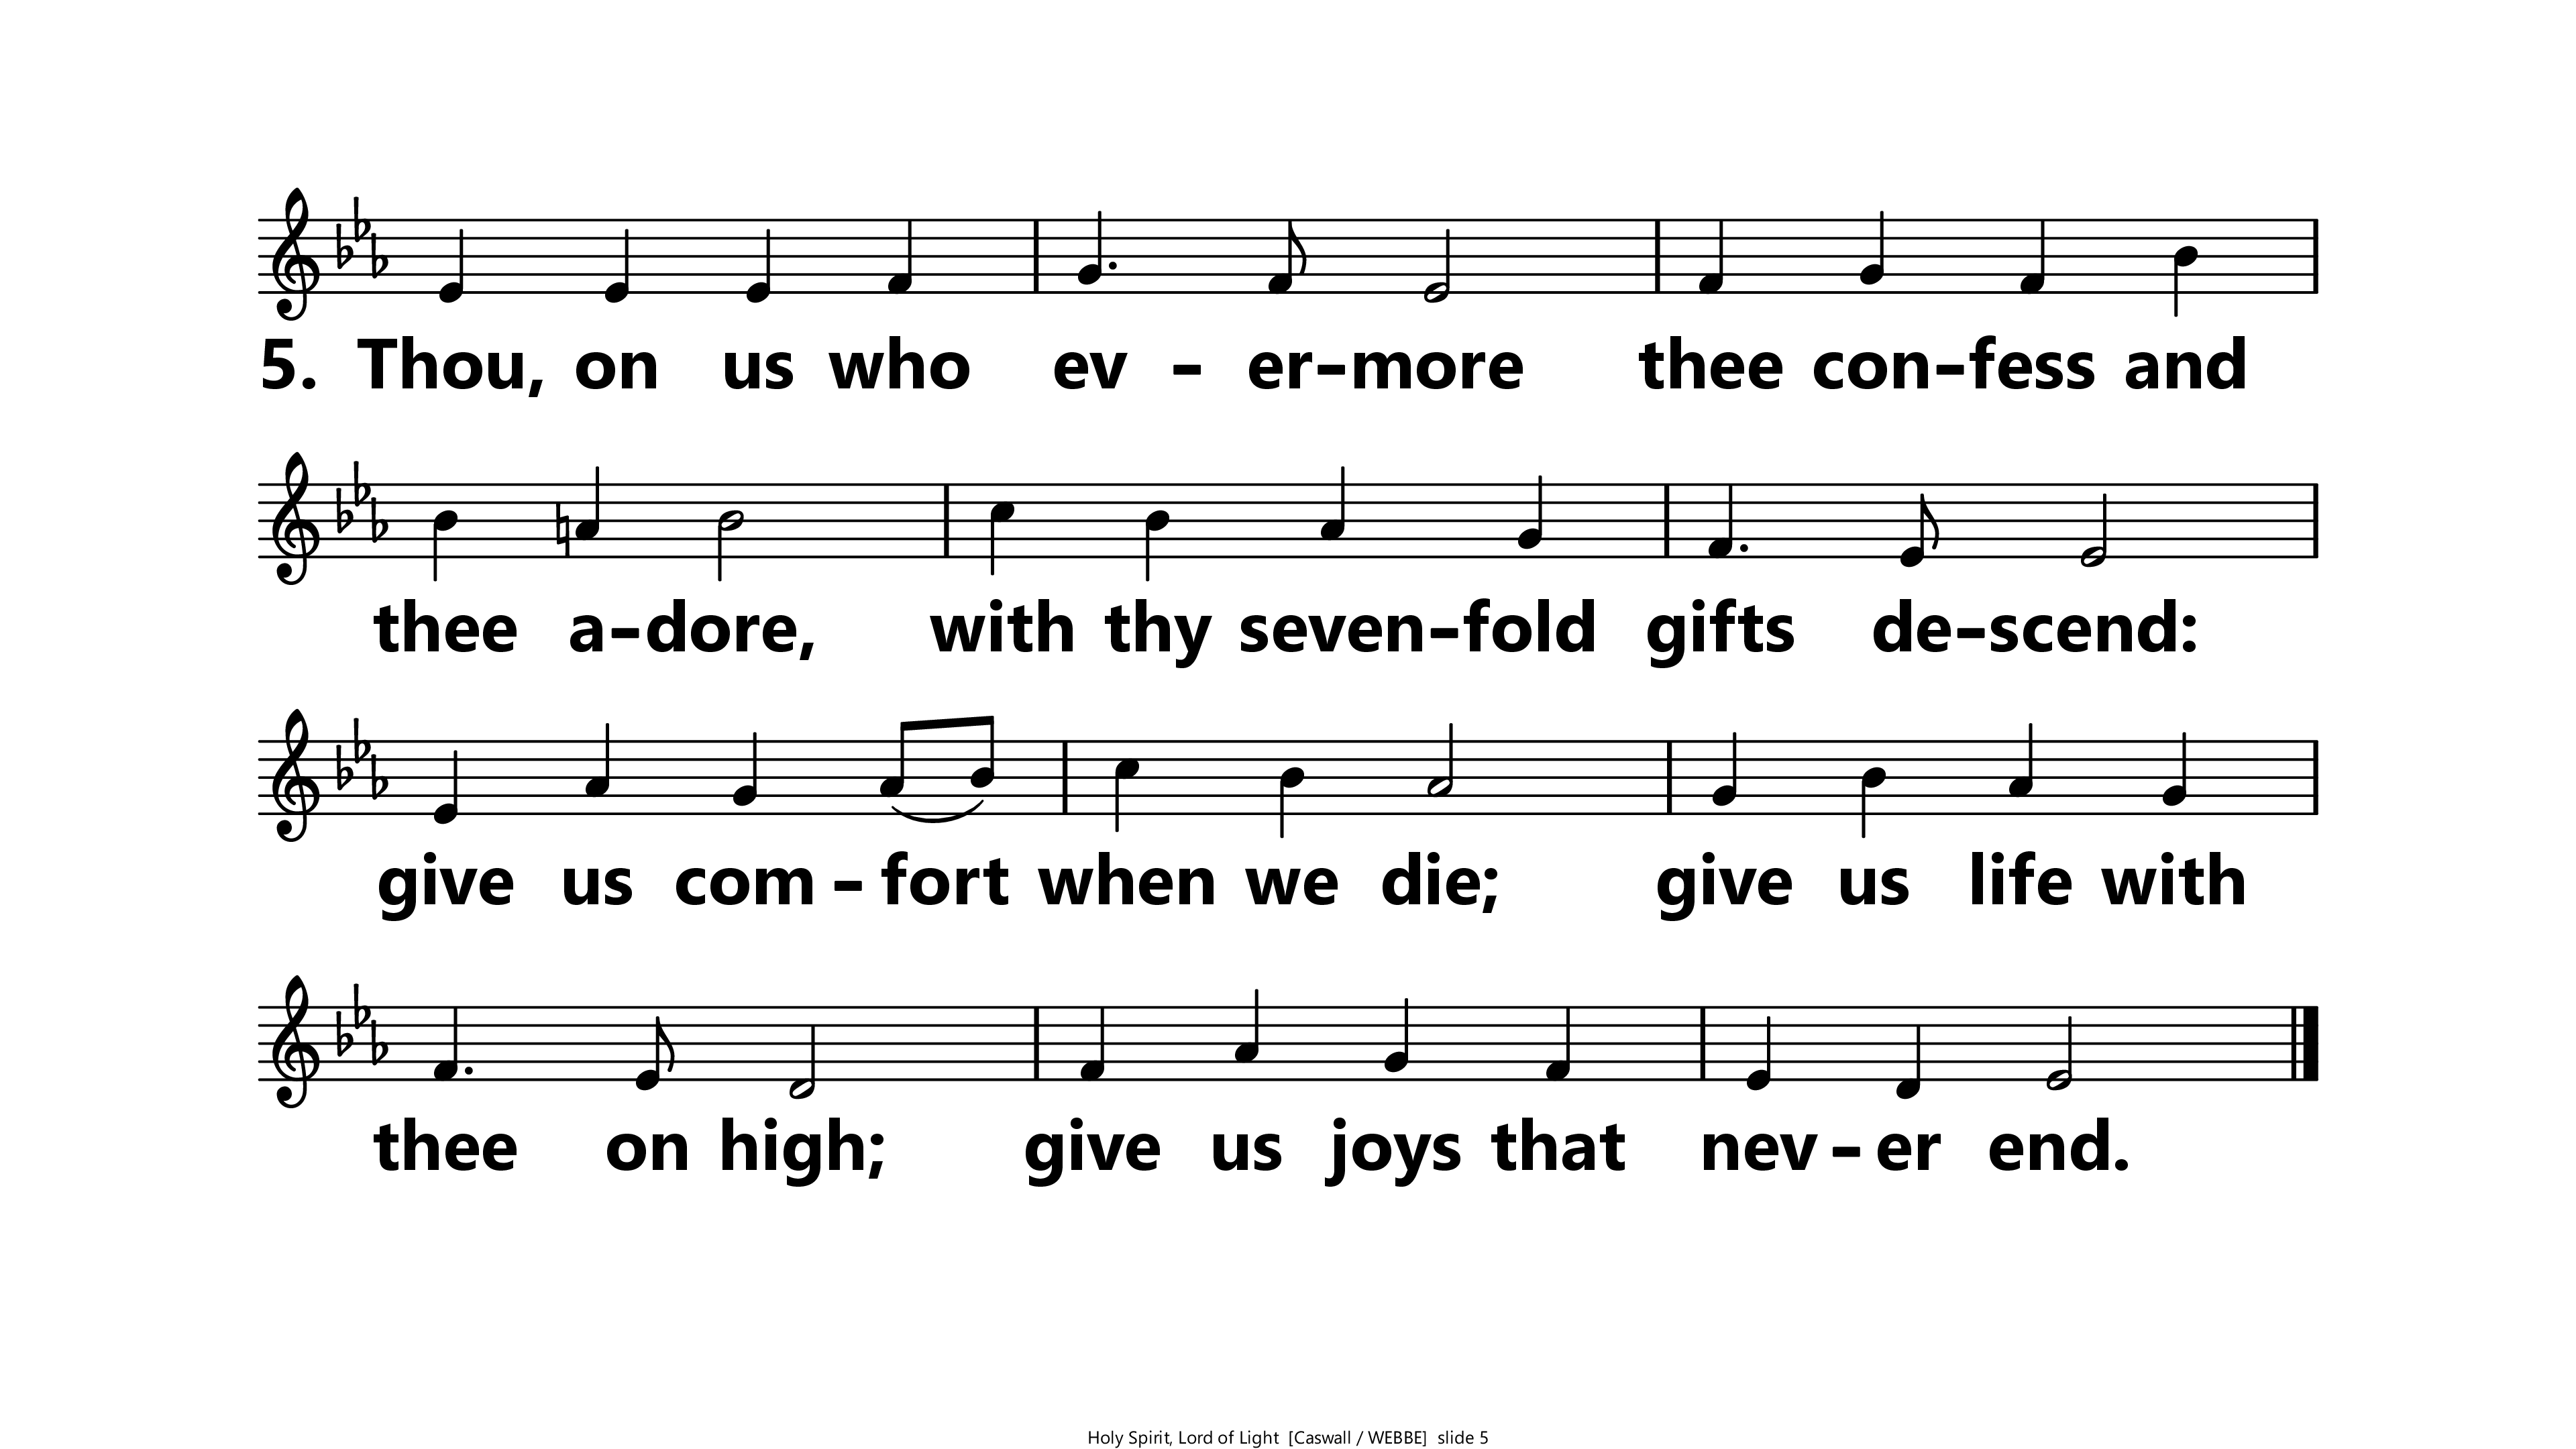 5. Thou, on us who ev - er-more thee con-fess and
thee a-dore, with thy seven-fold gifts de-scend:
give us com - fort when we die; give us life with
thee on high; give us joys that nev - er end.
Holy Spirit, Lord of Light [Caswall / WEBBE] slide 5